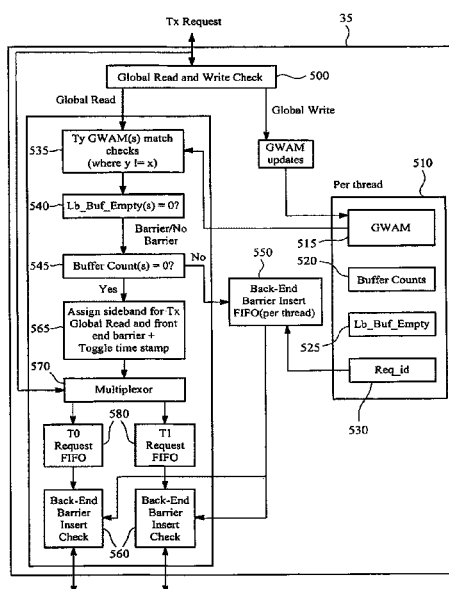 Tx Request
35
Global Read and Write Check
500
Global Read
Global Write
535
Ty GWAM(s) match
checks
(where y != x)
GWAM
updates
Per thread
510
540
Lb_Buf_Empty(s) = 0?
515
GWAM
Barrier/No
Barrier
520
545
Buffer Count(s) = 0?
No
550
Buffer Counts
Yes
Back-End
Barrier Insert
FIFO(per thread)
565
Assign sideband for Tx
Global Read and front
end barrier +
Toggle time stamp
525
Lb_Buf_Empty
570
Multiplexor
Req_id
530
580
T0
Request
FIFO
T1
Request
FIFO
Back-End
Barrier
Insert
Check
560
Back-End
Barrier
Insert
Check